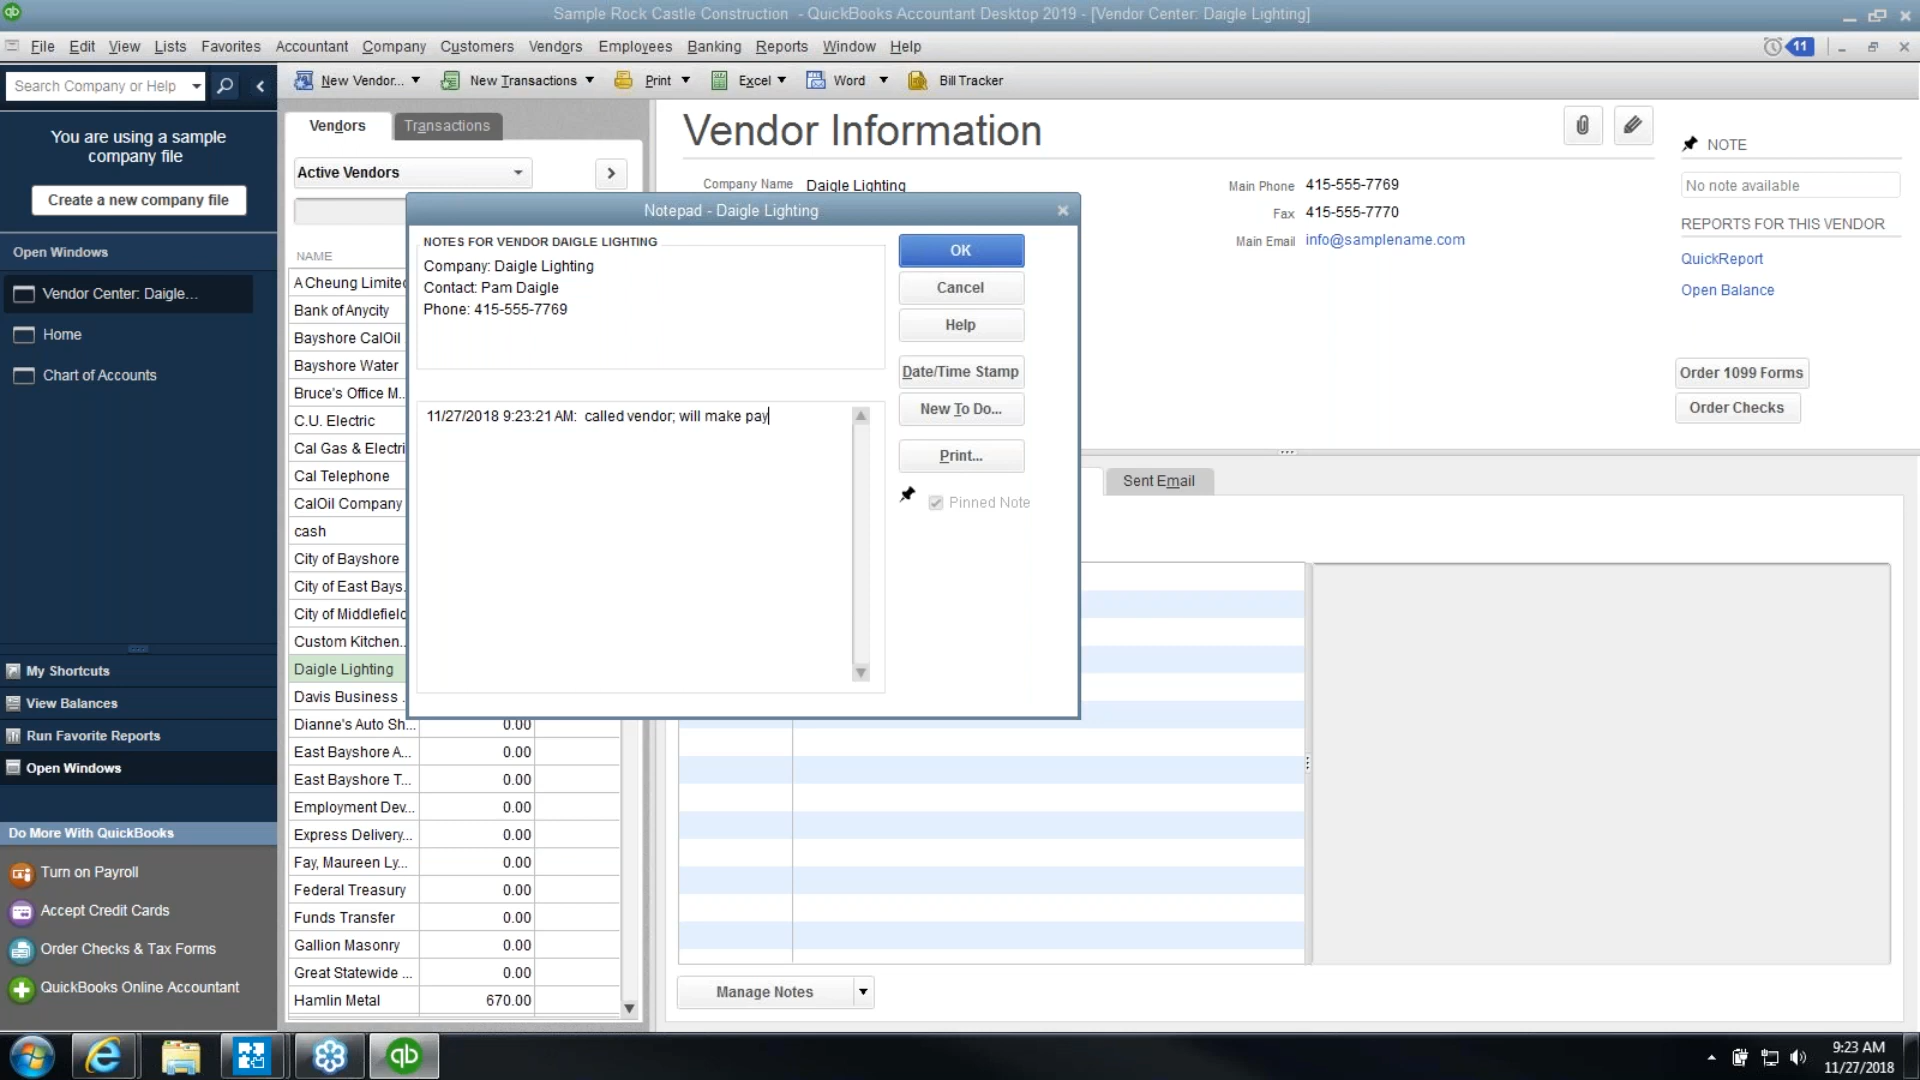 Sample Rock Castle Construction - QuickBooks Accountant Desktop 2019 - [Vendor Center: Daigle Lighting]
File Edit View Lists Favorites Accountant Company Customers Vendors Employees Banking Reports Window Help
11
Search Company or Help
New Vendor... New Transactions Print Excel Word Bill Tracker
You are using a sample
company file
Create a new company file
Open Windows
Vendor Center: Daigle...
Home
Chart of Accounts
My Shortcuts
View Balances
Run Favorite Reports
Open Windows
Do More With QuickBooks
Turn on Payroll
Accept Credit Cards
Order Checks & Tax Forms
QuickBooks Online Accountant
Vendors Transactions
Active Vendors
NAME
A Cheung Limited
Bank of Anycity
Bayshore CalOil
Bayshore Water
Bruce's Office M...
C.U. Electric
Cal Gas & Electri
Cal Telephone
CalOil Company
cash
City of Bayshore
City of East Bays.
City of Middlefield
Custom Kitchen..
Daigle Lighting
Davis Business .
Dianne's Auto Sh... 0.00
East Bayshore A... 0.00
East Bayshore T... 0.00
Employment Dev... 0.00
Express Delivery... 0.00
Fay, Maureen Ly... 0.00
Federal Treasury 0.00
Funds Transfer 0.00
Gallion Masonry 0.00
Great Statewide ... 0.00
Hamlin Metal 670.00
Vendor Information
Company Name Daigle Lighting
Main Phone 415-555-7769
Fax 415-555-7770
Main Email info@samplename.com
NOTE
No note available
REPORTS FOR THIS VENDOR
QuickReport
Open Balance
Order 1099 Forms
Order Checks
Notepad - Daigle Lighting
NOTES FOR VENDOR DAIGLE LIGHTING
Company: Daigle Lighting
Contact: Pam Daigle
Phone: 415-555-7769
11/27/2018 9:23:21 AM: called vendor; will make pay
OK
Cancel
Help
Date/Time Stamp
New To Do...
Print...
Pinned Note
Sent Email
Manage Notes
qb
9:23 AM
11/27/2018